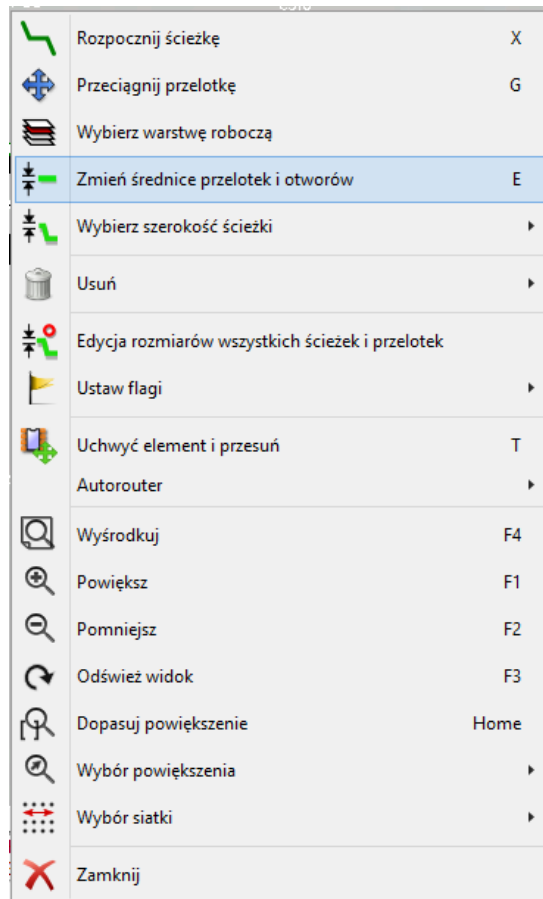 Rozpocznij ścieżkę X
Przeciągnij przelotkę G
Wybierz warstwę roboczą
Zmień średnice przelotek i otworów E
Wybierz szerokość ścieżki
Usuń
Edycja rozmiarów wszystkich ścieżek i przelotek
Ustaw flagi
Uchwyć element i przesuń T
Autorouter
Wyśrodkuj F4
Powiększ F1
Pomniejsz F2
Odśwież widok F3
Dopasuj powiększenie Home
Wybór powiększenia
Wybór siatki
Zamknij